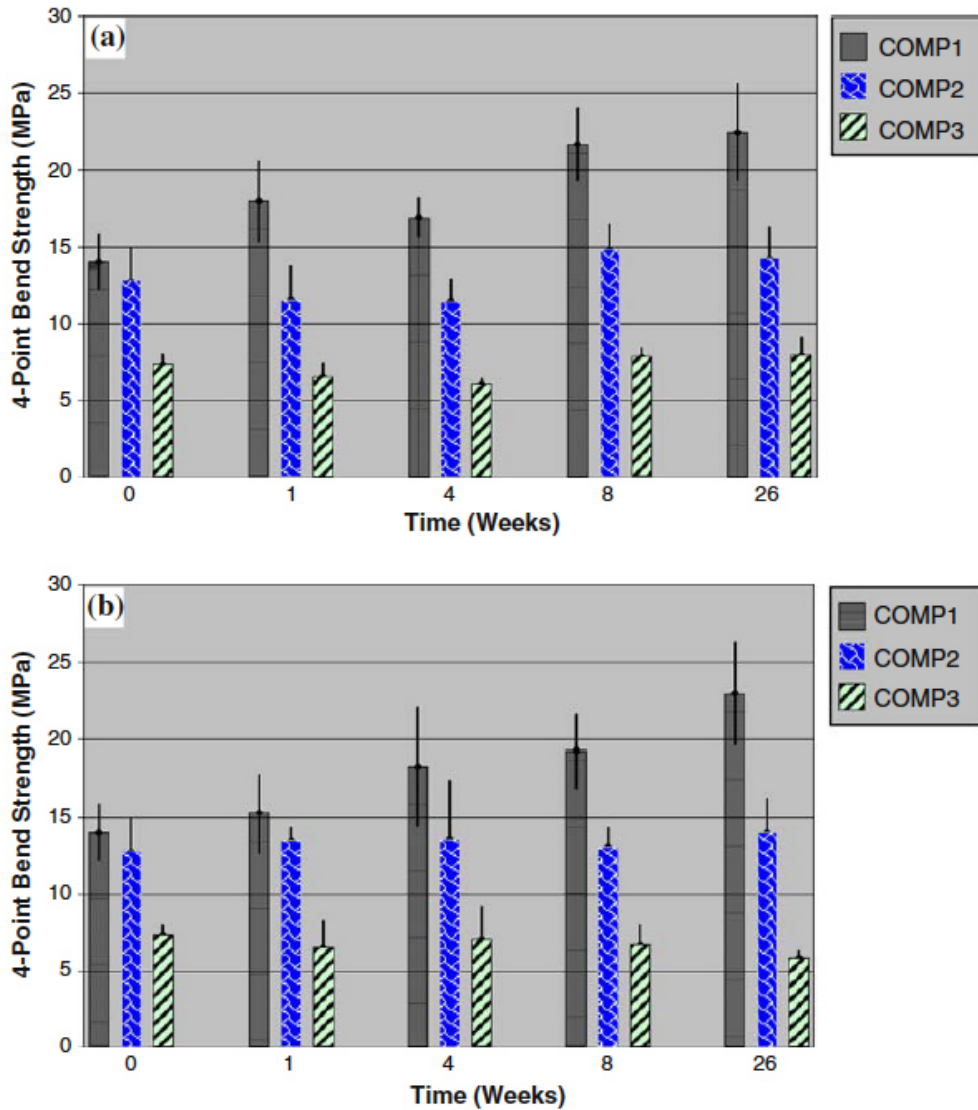 (a)
30
25
20
15
10
5
0
4-Point Bend Strength (MPa)
0 1 4 8 26
Time (Weeks)
COMP1
COMP2
COMP3
(b)
30
25
20
15
10
5
0
4-Point Bend Strength (MPa)
0 1 4 8 26
Time (Weeks)
COMP1
COMP2
COMP3